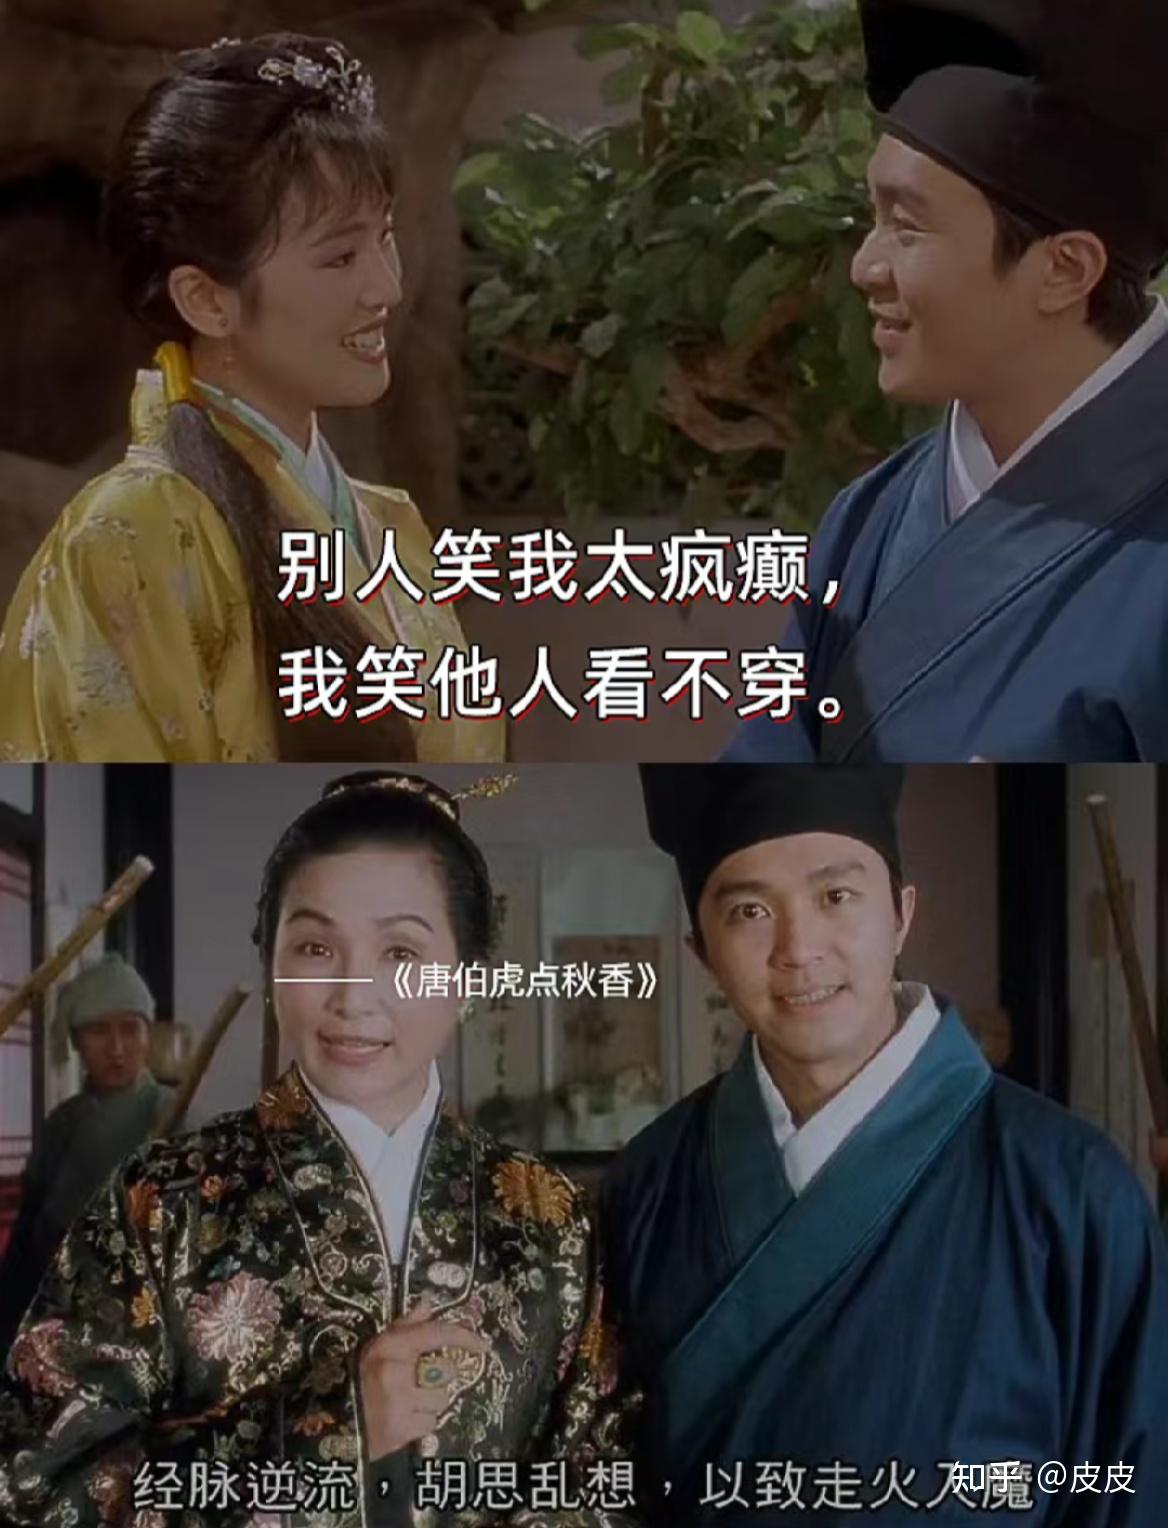 别人笑我太疯癫，
我笑他人看不穿。
——《唐伯虎点秋香》
经脉逆流，胡思乱想，以致走火入魔
知乎 @皮皮